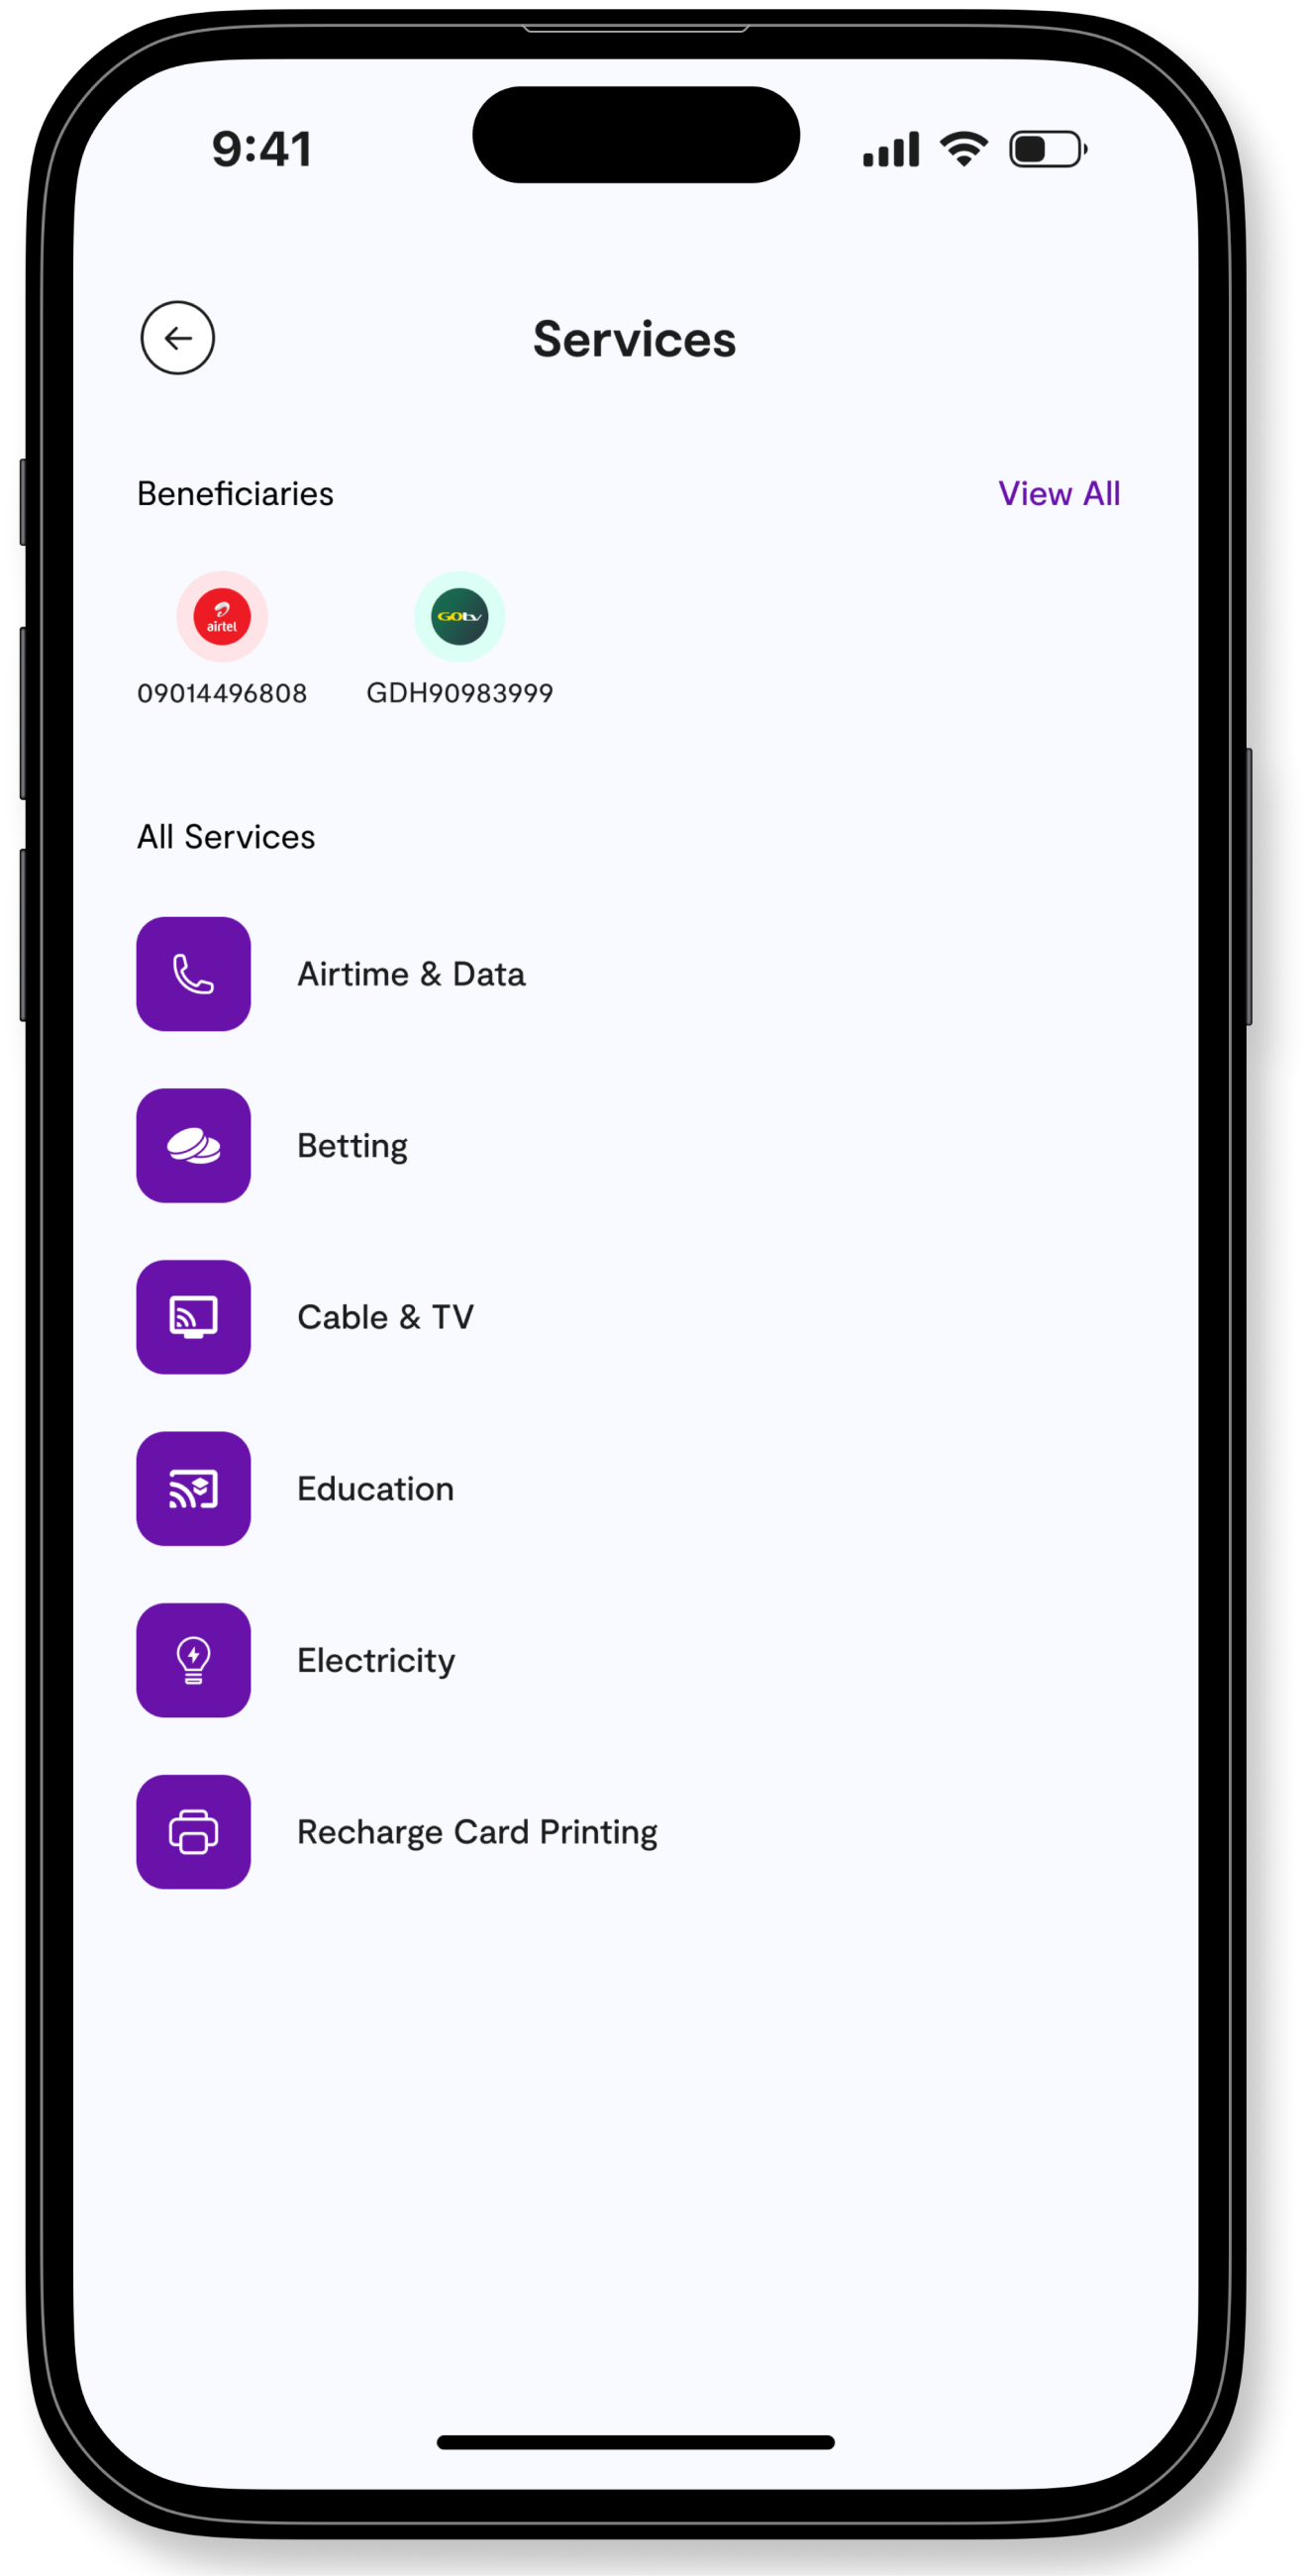 9:41
Services
Beneficiaries View All
airtel GOtv
09014496808 GDH90983999
All Services
Airtime & Data
Betting
Cable & TV
Education
Electricity
Recharge Card Printing